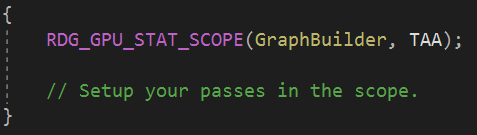 {
RDG_GPU_STAT_SCOPE(GraphBuilder, TAA);
// Setup your passes in the scope.
}